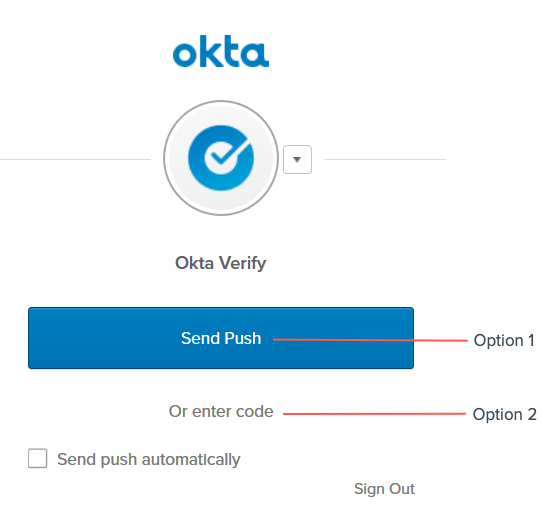 okta
Okta Verify
Send Push
Option 1
Or enter code
Option 2
Send push automatically
Sign Out